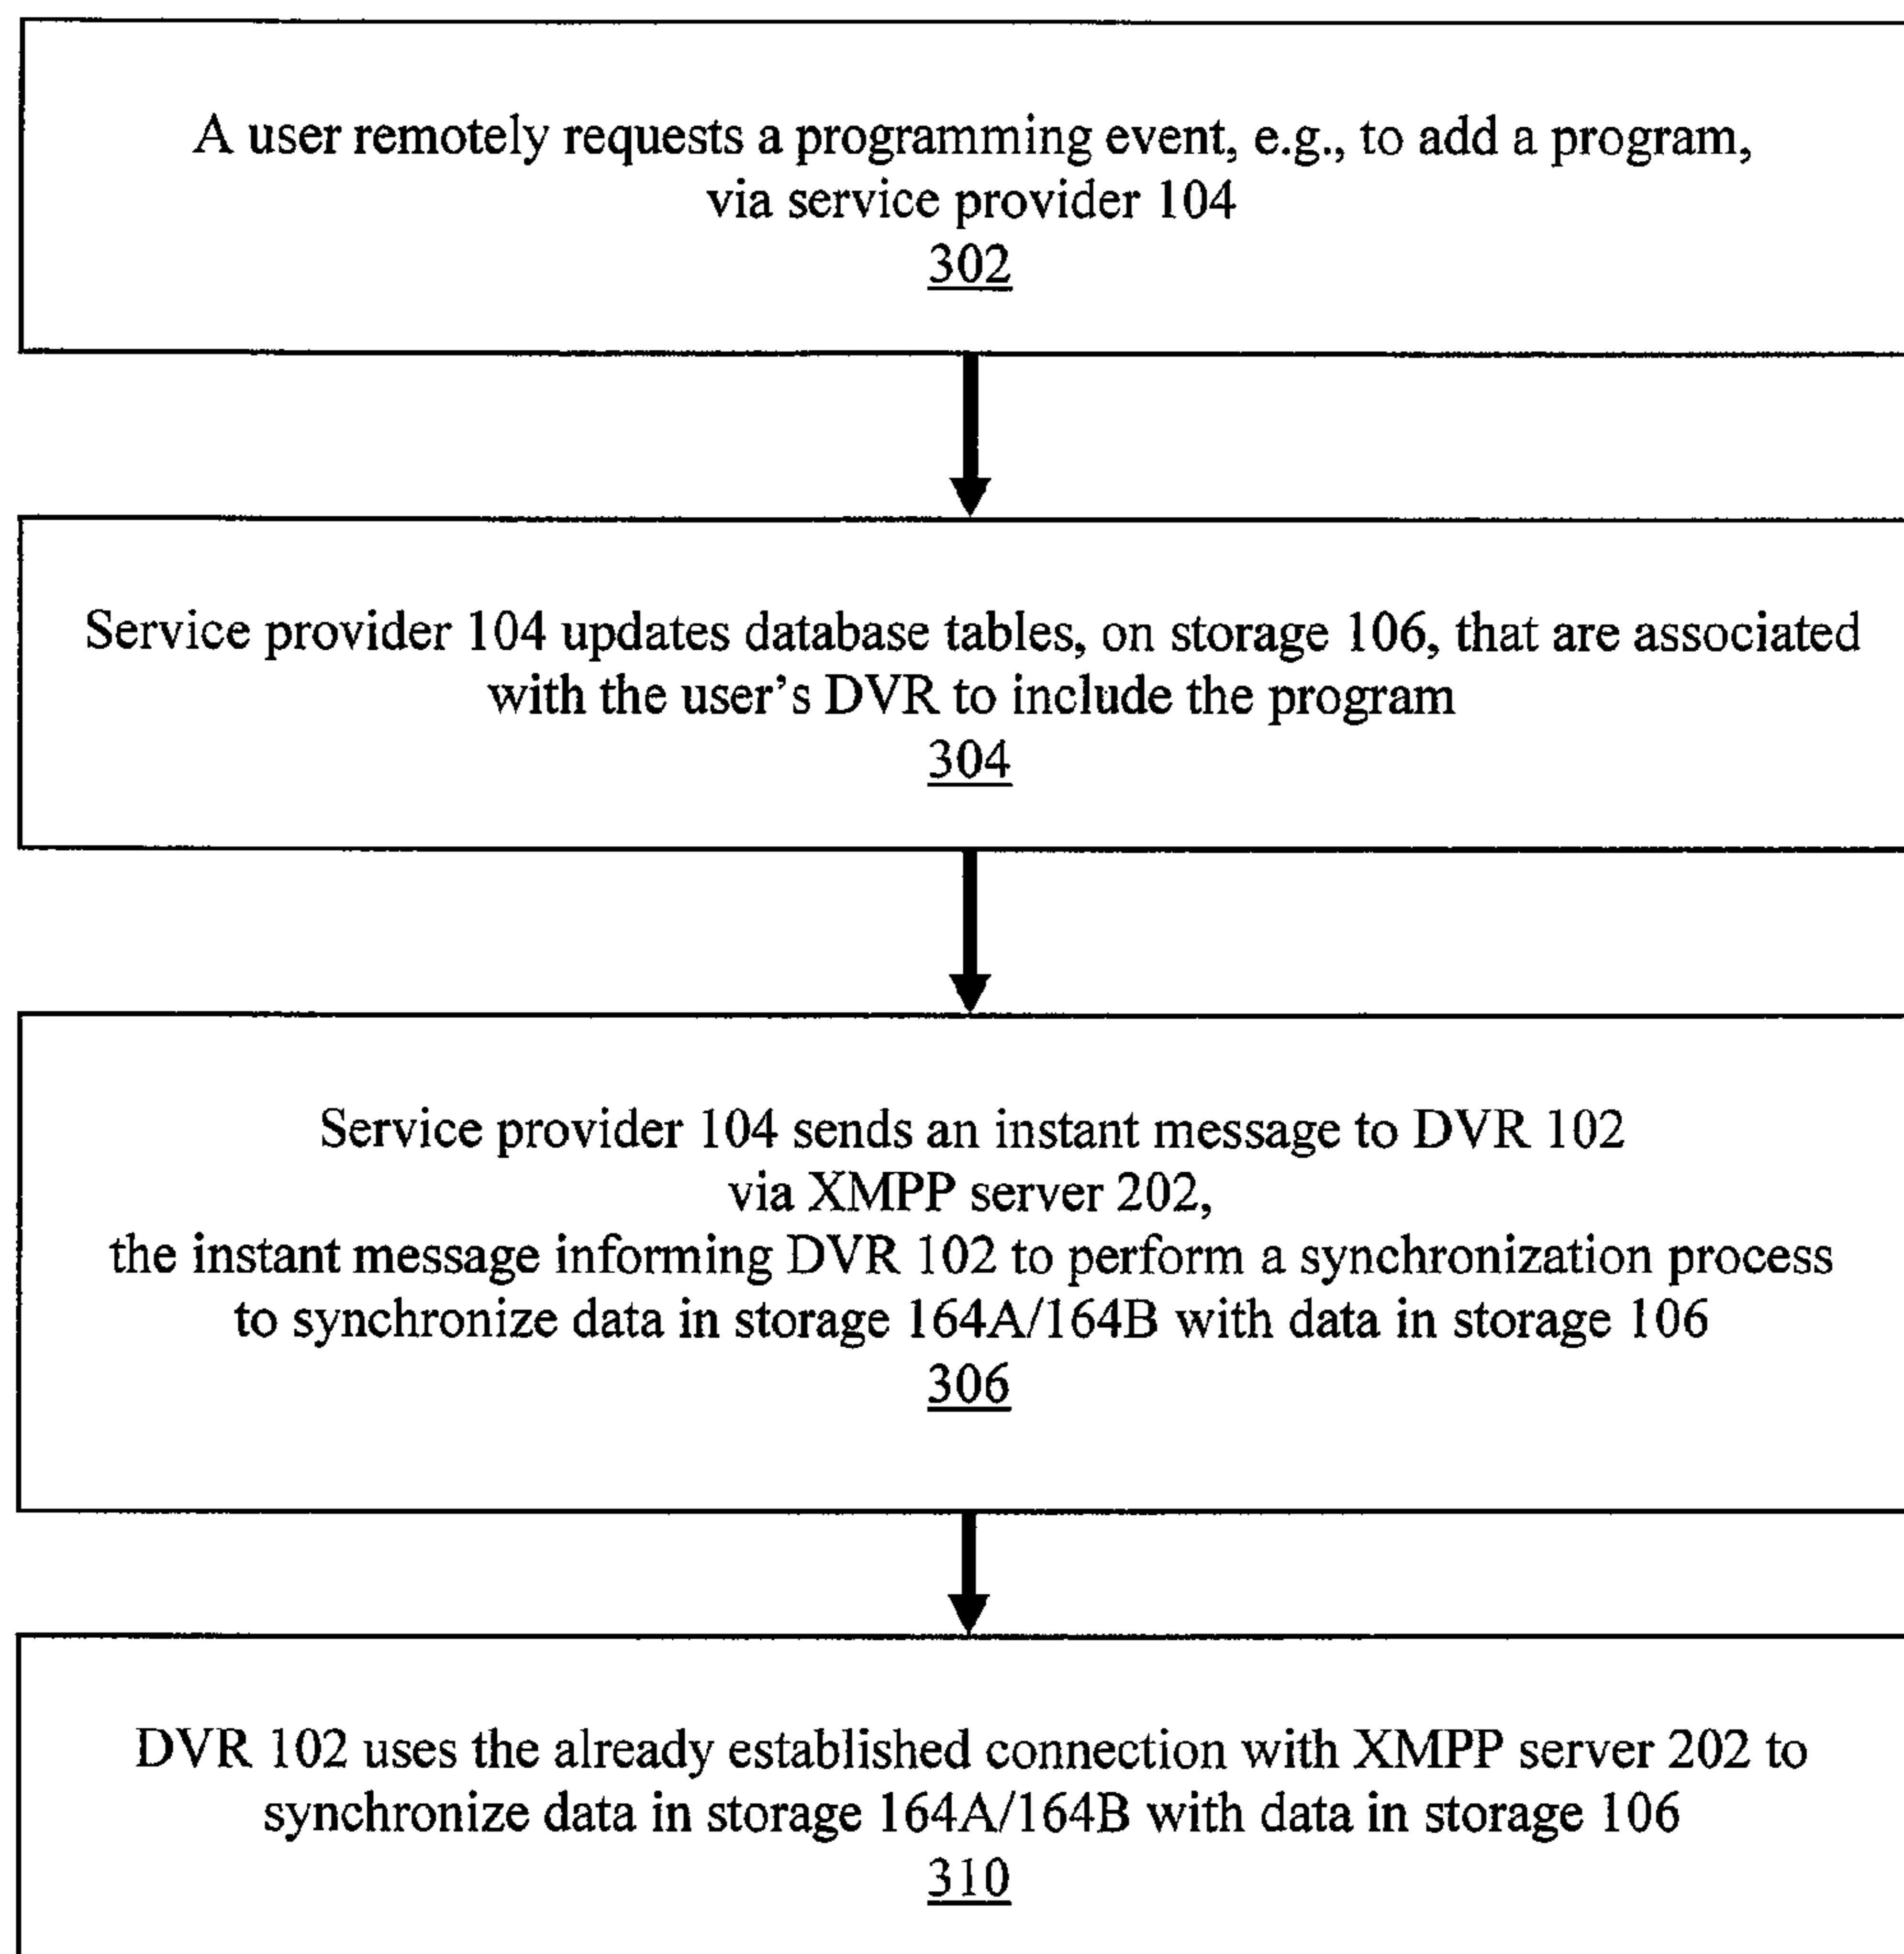 A user remotely requests a programming event, e.g., to add a program,
via service provider 104
302
Service provider 104 updates database tables, on storage 106, that are associated
with the user's DVR to include the program
304
Service provider 104 sends an instant message to DVR 102
via XMPP server 202,
the instant message informing DVR 102 to perform a synchronization process
to synchronize data in storage 164A/164B with data in storage 106
306
DVR 102 uses the already established connection with XMPP server 202 to
synchronize data in storage 164A/164B with data in storage 106
310